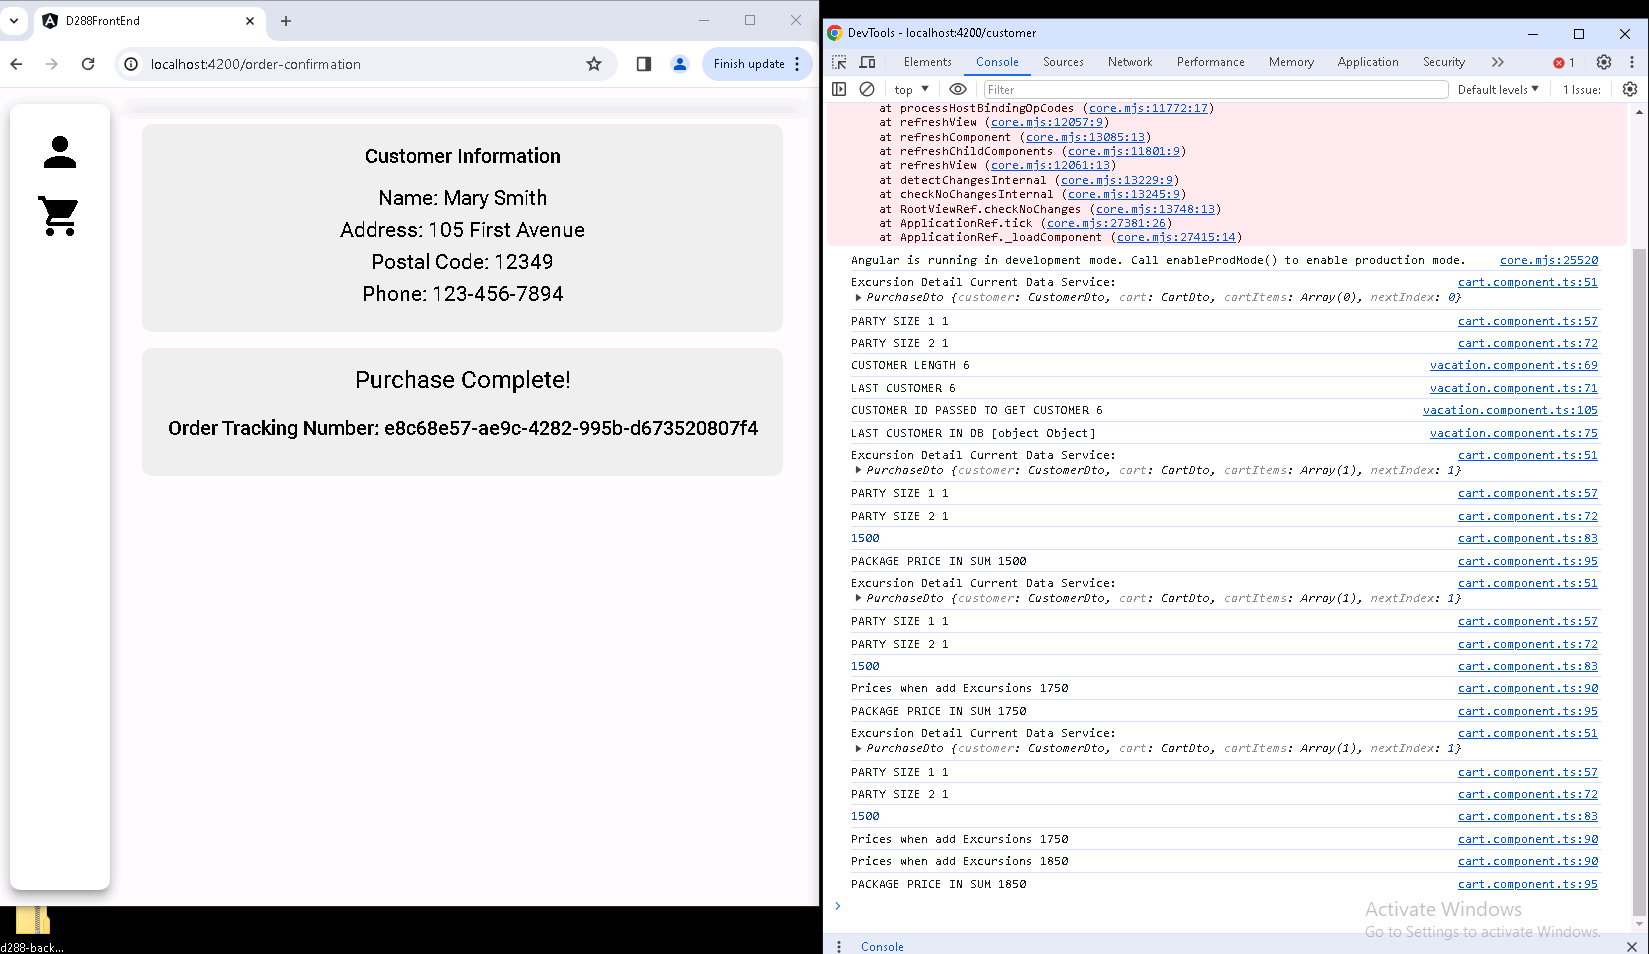 D288FrontEnd
localhost:4200/order-confirmation
Finish update
Customer Information
Name: Mary Smith
Address: 105 First Avenue
Postal Code: 12349
Phone: 123-456-7894
Purchase Complete!
Order Tracking Number: e8c68e57-ae9c-4282-995b-d673520807f4
d288-back...
DevTools - localhost:4200/customer
Elements Console Sources Network Performance Memory Application Security 1
top Filter Default levels 1 Issue:
at processHostBindingOpCodes (core.mjs:11772:17)
at refreshView (core.mjs:12057:9)
at refreshComponent (core.mjs:13085:13)
at refreshChildComponents (core.mjs:11801:9)
at refreshView (core.mjs:12061:13)
at detectChangesInternal (core.mjs:13229:9)
at checkNoChangesInternal (core.mjs:13245:9)
at RootViewRef.checkNoChanges (core.mjs:13748:13)
at ApplicationRef.tick (core.mjs:27381:26)
at ApplicationRef._loadComponent (core.mjs:27415:14)
Angular is running in development mode. Call enableProdMode() to enable production mode. core.mjs:25520
Excursion Detail Current Data Service: cart.component.ts:51
PurchaseDto {customer: CustomerDto, cart: CartDto, cartItems: Array(0), nextIndex: 0}
PARTY SIZE 1 1 cart.component.ts:57
PARTY SIZE 2 1 cart.component.ts:72
CUSTOMER LENGTH 6 vacation.component.ts:69
LAST CUSTOMER 6 vacation.component.ts:71
CUSTOMER ID PASSED TO GET CUSTOMER 6 vacation.component.ts:105
LAST CUSTOMER IN DB [object Object] vacation.component.ts:75
Excursion Detail Current Data Service: cart.component.ts:51
PurchaseDto {customer: CustomerDto, cart: CartDto, cartItems: Array(1), nextIndex: 1}
PARTY SIZE 1 1 cart.component.ts:57
PARTY SIZE 2 1 cart.component.ts:72
1500 cart.component.ts:83
PACKAGE PRICE IN SUM 1500 cart.component.ts:95
Excursion Detail Current Data Service: cart.component.ts:51
PurchaseDto {customer: CustomerDto, cart: CartDto, cartItems: Array(1), nextIndex: 1}
PARTY SIZE 1 1 cart.component.ts:57
PARTY SIZE 2 1 cart.component.ts:72
1500 cart.component.ts:83
Prices when add Excursions 1750 cart.component.ts:90
PACKAGE PRICE IN SUM 1750 cart.component.ts:95
Excursion Detail Current Data Service: cart.component.ts:51
PurchaseDto {customer: CustomerDto, cart: CartDto, cartItems: Array(1), nextIndex: 1}
PARTY SIZE 1 1 cart.component.ts:57
PARTY SIZE 2 1 cart.component.ts:72
1500 cart.component.ts:83
Prices when add Excursions 1750 cart.component.ts:90
Prices when add Excursions 1850 cart.component.ts:90
PACKAGE PRICE IN SUM 1850 cart.component.ts:95
Activate Windows
Go to Settings to activate Windows.
Console